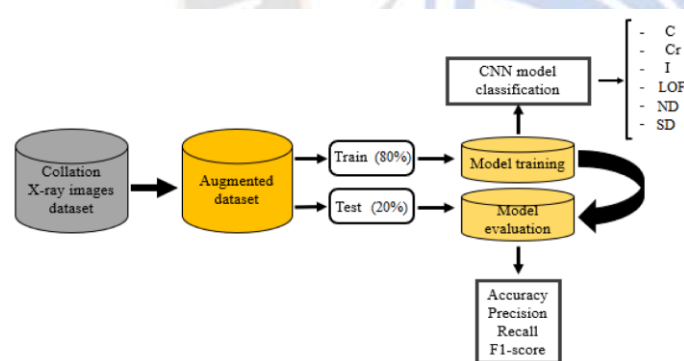 Collation
X-ray images
dataset
Augmented
dataset
Train (80%)
Test (20%)
Model training
Model
evaluation
CNN model
classification
- C
- Cr
- I
- LOF
- ND
- SD
Accuracy
Precision
Recall
F1-score